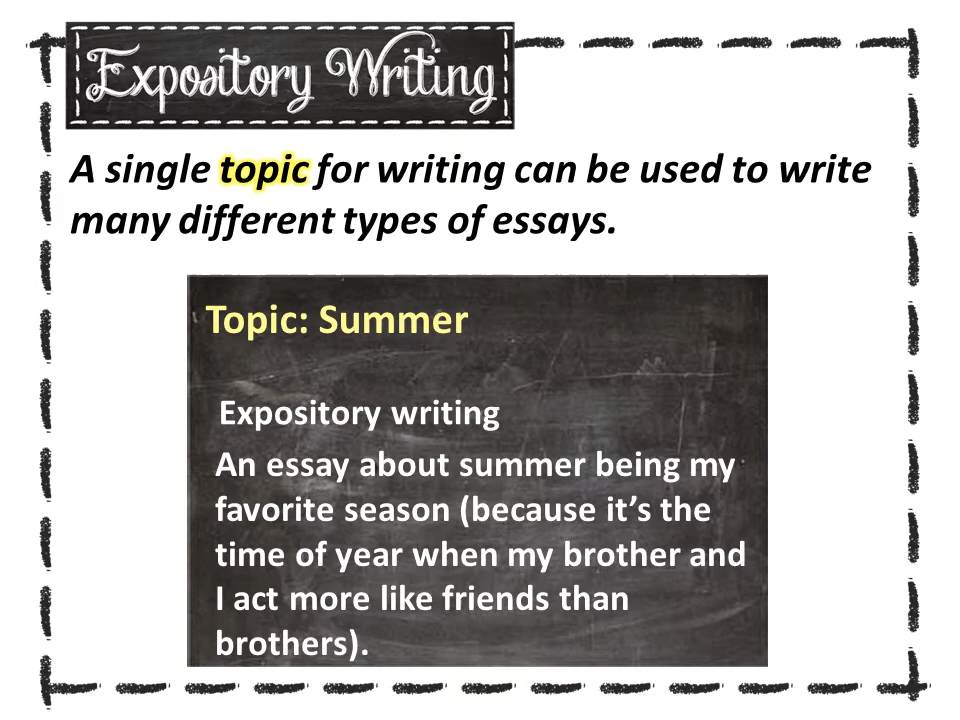 Expository Writing
A single topic for writing can be used to write
many different types of essays.
Topic: Summer
Expository writing
An essay about summer being my
favorite season (because it’s the
time of year when my brother and
I act more like friends than
brothers).